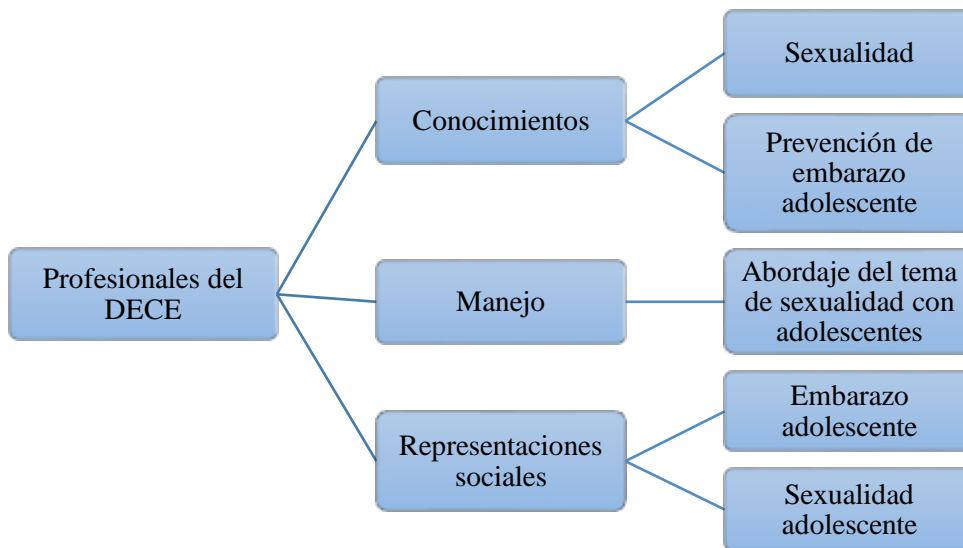 Profesionales del
DECE
Conocimientos
Sexualidad
Prevención de
embarazo
adolescente
Manejo
Abordaje del tema
de sexualidad con
adolescentes
Representaciones
sociales
Embarazo
adolescente
Sexualidad
adolescente